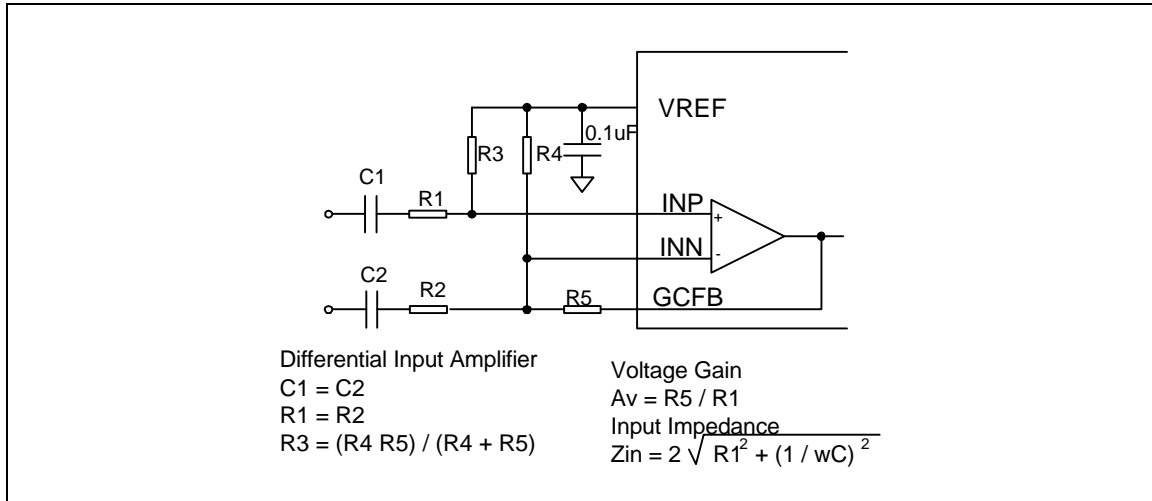 VREF
0.1uF
R3
R4
C1
R1
INP
+
INN
-
C2
R2
R5
GCFB
Differential Input Amplifier
C1 = C2
R1 = R2
R3 = (R4 R5) / (R4 + R5)
Voltage Gain
Av = R5 / R1
Input Impedance
Zin = 2 √ R1² + (1 / wC) ²